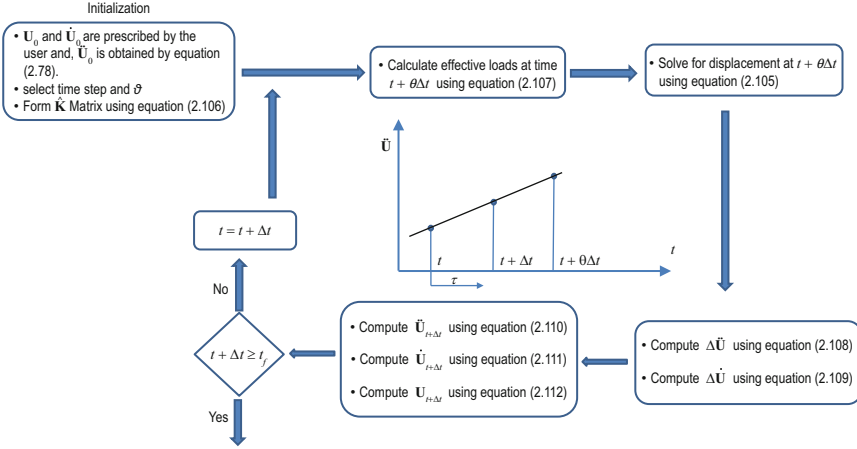 Initialization
• U₀ and U̇₀ are prescribed by the
user and, Ü₀ is obtained by equation
(2.78).
• select time step and ϑ
• Form K̂ Matrix using equation (2.106)
• Calculate effective loads at time
t + θΔt using equation (2.107)
• Solve for displacement at t + θΔt
using equation (2.105)
Ü
t
t
t + Δt
t + θΔt
τ
t = t + Δt
No
t + Δt ≥ t_f
Yes
• Compute Ü_{t+Δt} using equation (2.110)
• Compute U̇_{t+Δt} using equation (2.111)
• Compute U_{t+Δt} using equation (2.112)
• Compute ΔÜ using equation (2.108)
• Compute ΔU̇ using equation (2.109)